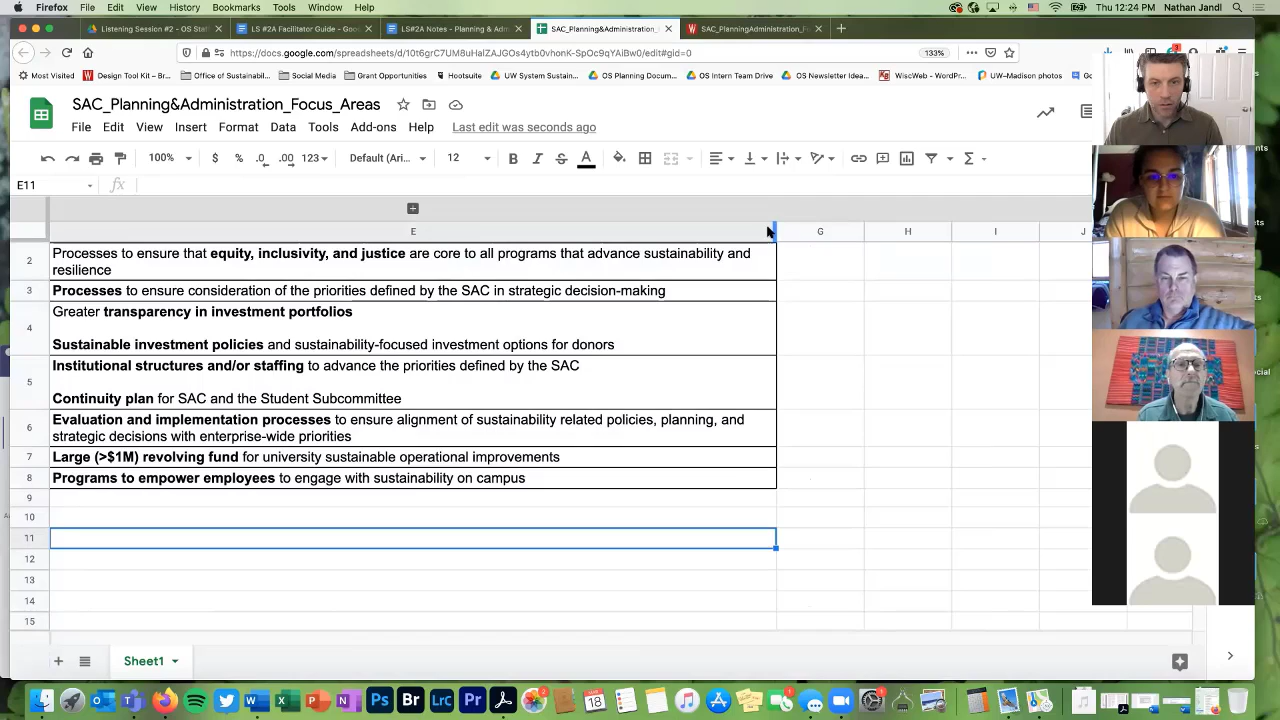 Firefox File Edit View History Bookmarks Tools Window Help
Thu 12:24 PM Nathan Jandl
Listening Session #2 - OS Staff
LS #2A Facilitator Guide - Goo
LS#2A Notes - Planning & Adm
SAC_Planning&Administration_
SAC_PlanningAdministration_Fo
https://docs.google.com/spreadsheets/d/10t6grC7UM8uHaIZAJGOs4ytb0vhonK-SpOc9qYAiBw0/edit#gid=0
133%
Most Visited
Design Tool Kit – Br...
Office of Sustainabil...
Social Media
Grant Opportunities
Hootsuite
UW System Sustain...
OS Planning Docum...
OS Intern Team Drive
OS Newsletter Idea...
WiscWeb - WordPr...
UW–Madison photos
SAC_Planning&Administration_Focus_Areas
File Edit View Insert Format Data Tools Add-ons Help Last edit was seconds ago
100% $ % .0 .00 123 Default (Ari... 12 B I S A
E11 fx
E G H I J
2 Processes to ensure that equity, inclusivity, and justice are core to all programs that advance sustainability and
resilience
3 Processes to ensure consideration of the priorities defined by the SAC in strategic decision-making
Greater transparency in investment portfolios
4
Sustainable investment policies and sustainability-focused investment options for donors
Institutional structures and/or staffing to advance the priorities defined by the SAC
5
Continuity plan for SAC and the Student Subcommittee
6 Evaluation and implementation processes to ensure alignment of sustainability related policies, planning, and
strategic decisions with enterprise-wide priorities
7 Large (>$1M) revolving fund for university sustainable operational improvements
8 Programs to empower employees to engage with sustainability on campus
9
10
11
12
13
14
15
Sheet1